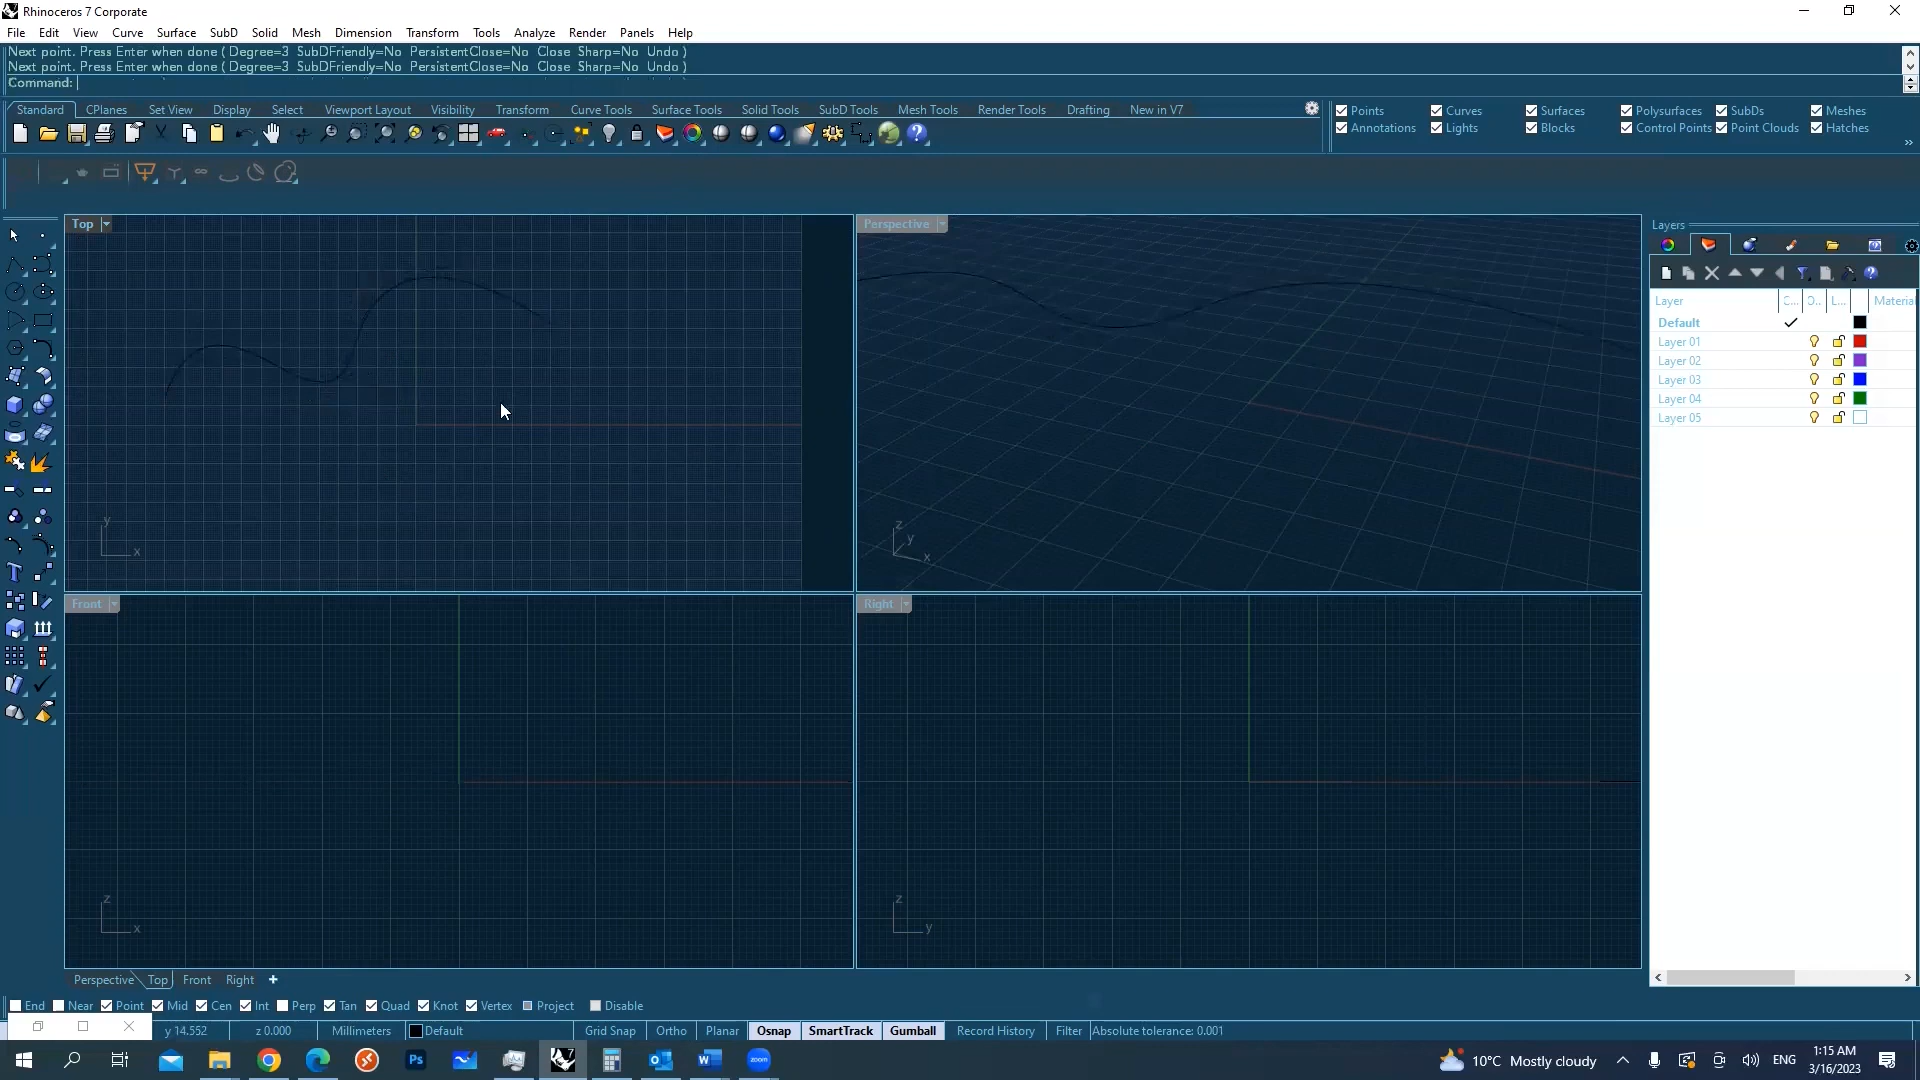 Rhinoceros 7 Corporate
File Edit View Curve Surface SubD Solid Mesh Dimension Transform Tools Analyze Render Panels Help
Next point. Press Enter when done ( Degree=3 SubDFriendly=No PersistentClose=No Close Sharp=No Undo )
Next point. Press Enter when done ( Degree=3 SubDFriendly=No PersistentClose=No Close Sharp=No Undo )
Command:
Standard CPlanes Set View Display Select Viewport Layout Visibility Transform Curve Tools Surface Tools Solid Tools SubD Tools Mesh Tools Render Tools Drafting New in V7
Points Curves Surfaces Polysurfaces SubDs Meshes
Annotations Lights Blocks Control Points Point Clouds Hatches
Top
Perspective
Layers
Layer C... O.. L... Material
Default
Layer 01
Layer 02
Layer 03
Layer 04
Layer 05
y
x
z
y
x
Front
Right
z
x
z
y
Perspective Top Front Right
End Near Point Mid Cen Int Perp Tan Quad Knot Vertex Project Disable
y 14.552 z 0.000 Millimeters Default Grid Snap Ortho Planar Osnap SmartTrack Gumball Record History Filter Absolute tolerance: 0.001
Ps
zoom
10°C Mostly cloudy
ENG
1:15 AM
3/16/2023